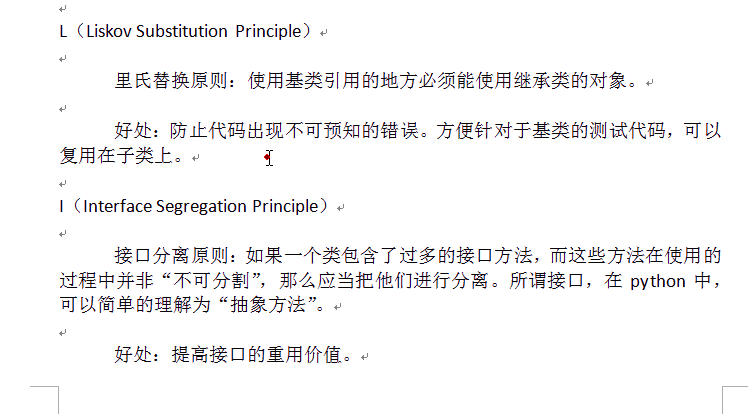 L（Liskov Substitution Principle）
里氏替换原则：使用基类引用的地方必须能使用继承类的对象。
好处：防止代码出现不可预知的错误。方便针对于基类的测试代码，可以
复用在子类上。
I（Interface Segregation Principle）
接口分离原则：如果一个类包含了过多的接口方法，而这些方法在使用的
过程中并非“不可分割”，那么应当把他们进行分离。所谓接口，在 python 中，
可以简单的理解为“抽象方法”。
好处：提高接口的重用价值。